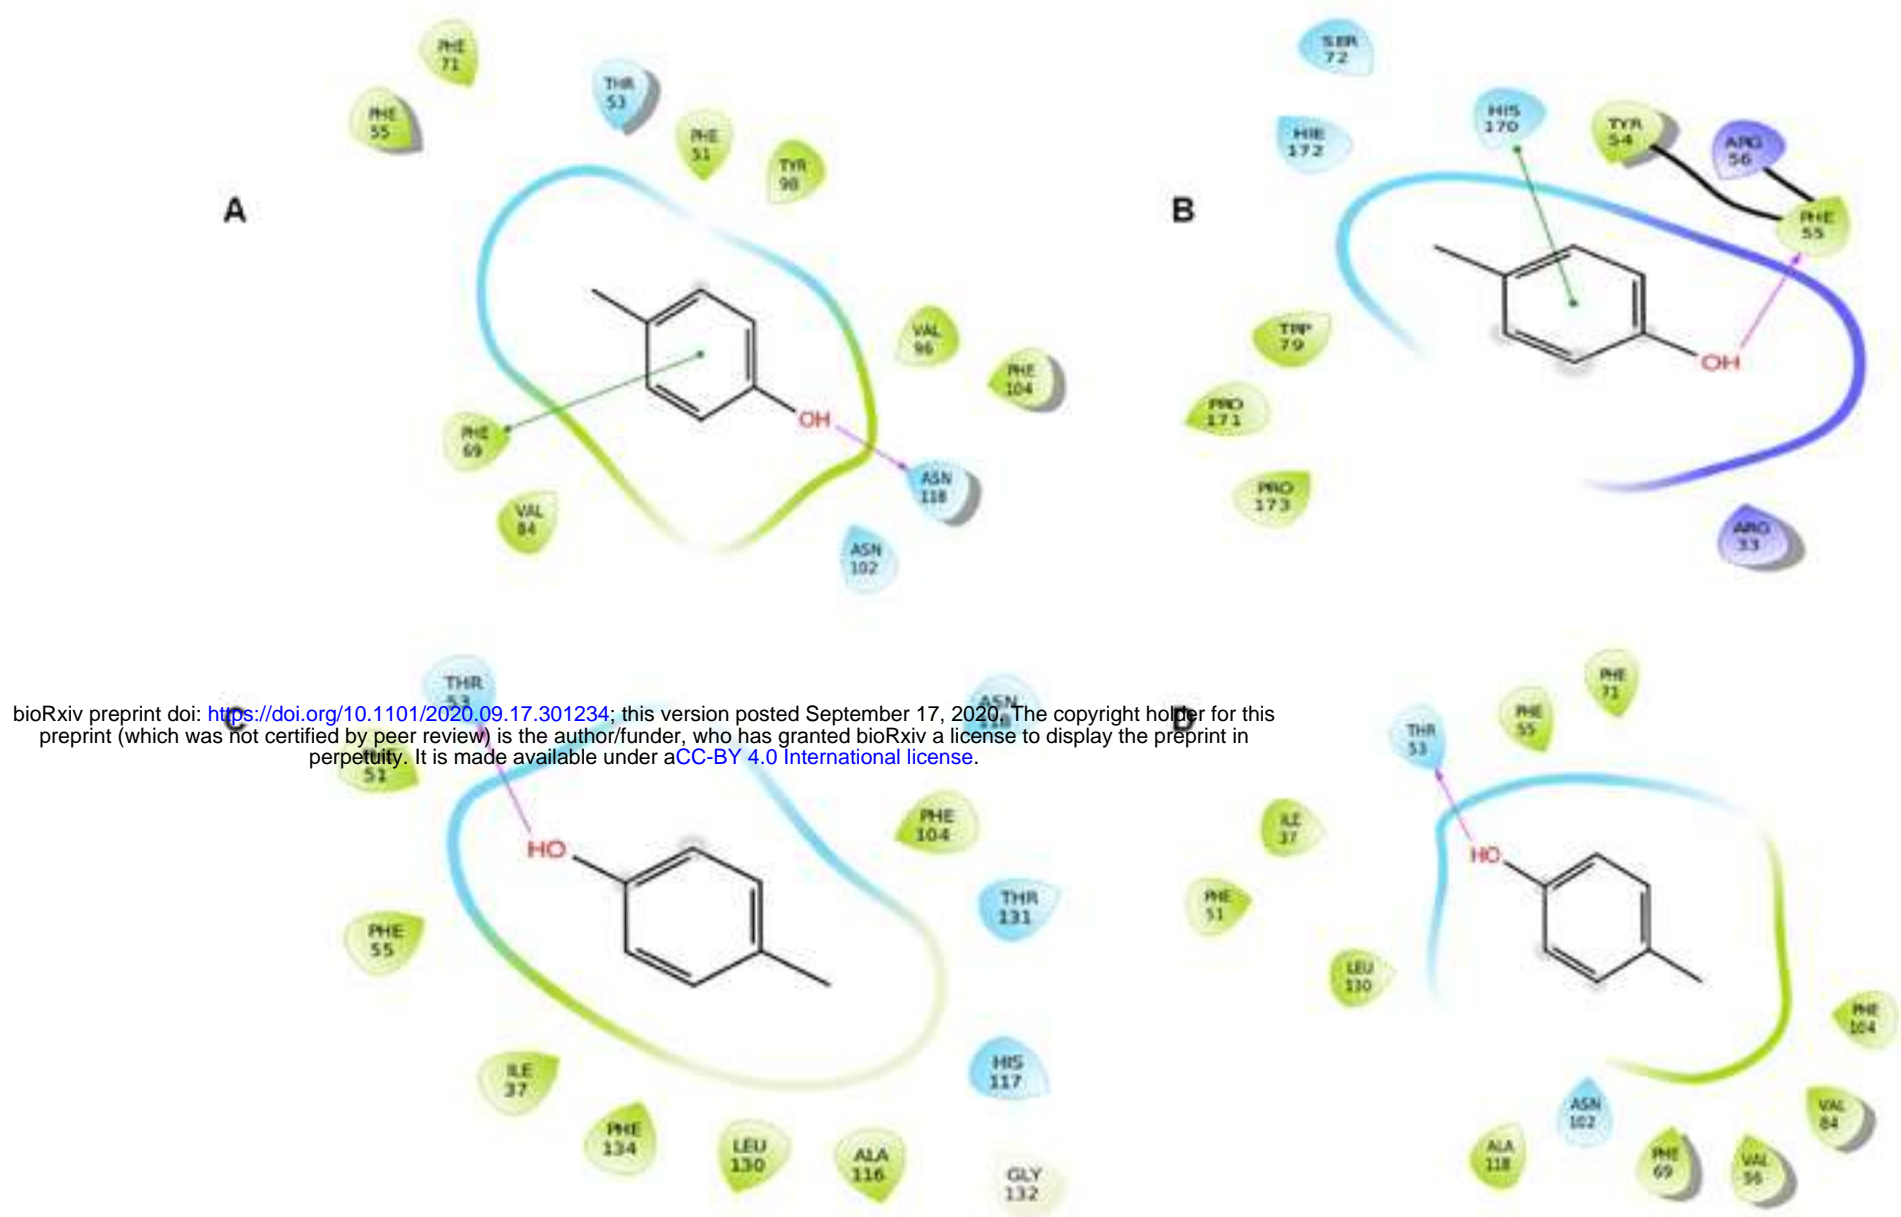 PHE
71
THR
53
PHE
55
PHE
51
TYR
98
A
VAL
96
PHE
104
OH
PHE
69
ASN
118
VAL
84
ASN
102
SER
72
HIS
170
TYR
54
ARG
56
HIE
172
B
PHE
55
TRP
79
OH
PRO
171
PRO
173
ARG
33
THR
53
C
ASN
bioRxiv preprint doi: https://doi.org/10.1101/2020.09.17.301234; this version posted September 17, 2020. The copyright holder for this
preprint (which was not certified by peer review) is the author/funder, who has granted bioRxiv a license to display the preprint in
perpetuity. It is made available under aCC-BY 4.0 International license.
51
HO
PHE
104
THR
131
PHE
55
ILE
37
HIS
117
PHE
134
LEU
130
ALA
116
GLY
132
D
PHE
71
PHE
55
THR
53
ILE
37
HO
PHE
51
LEU
130
PHE
104
ASN
102
VAL
84
ALA
118
PHE
69
VAL